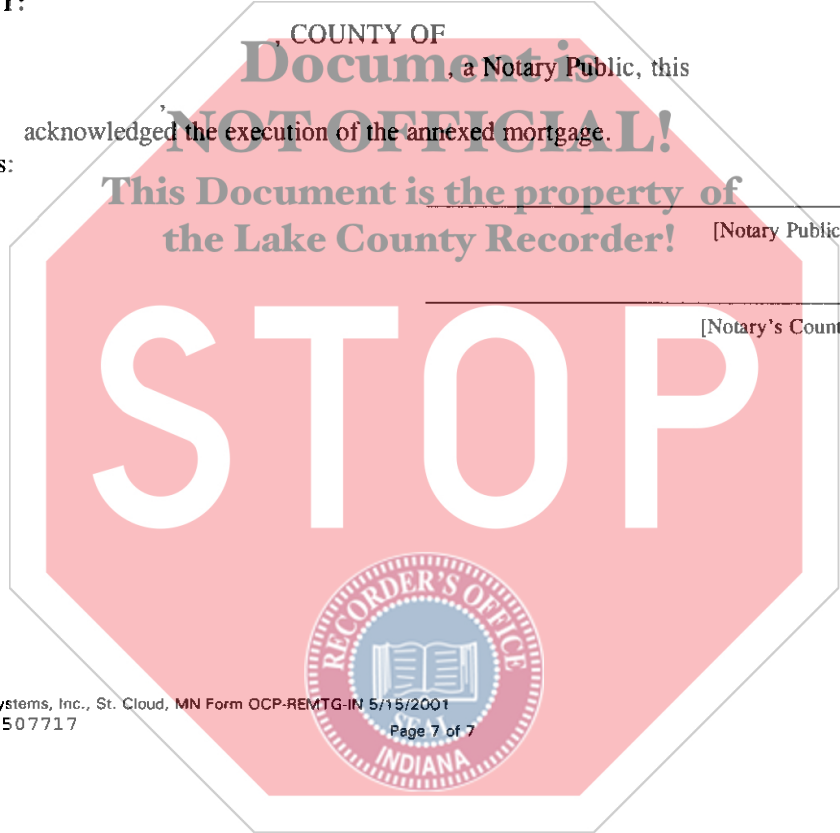 r:
, COUNTY OF
Document is
, a Notary Public, this
,
NOT OFFICIAL!
acknowledged the execution of the annexed mortgage.
s:
This Document is the property of
the Lake County Recorder!
[Notary Public
[Notary's Count
STOP
RECORDER'S OFFICE
SEAL
INDIANA
ystems, Inc., St. Cloud, MN Form OCP-REMTG-IN 5/15/2001
507717
Page 7 of 7